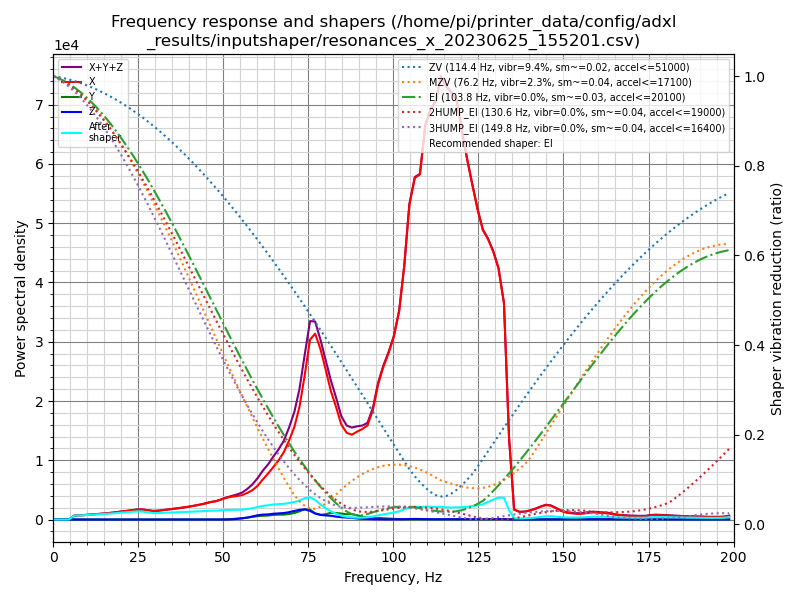 Frequency response and shapers (/home/pi/printer_data/config/adxl
_results/inputshaper/resonances_x_20230625_155201.csv)
1e4
X+Y+Z
X
Y
Z
After
shaper
ZV (114.4 Hz, vibr=9.4%, sm~=0.02, accel<=51000)
MZV (76.2 Hz, vibr=2.3%, sm~=0.04, accel<=17100)
EI (103.8 Hz, vibr=0.0%, sm~=0.03, accel<=20100)
2HUMP_EI (130.6 Hz, vibr=0.0%, sm~=0.04, accel<=19000)
3HUMP_EI (149.8 Hz, vibr=0.0%, sm~=0.04, accel<=16400)
Recommended shaper: EI
Power spectral density
7
6
5
4
3
2
1
0
1.0
0.8
0.6
0.4
0.2
0.0
Shaper vibration reduction (ratio)
0 25 50 75 100 125 150 175 200
Frequency, Hz